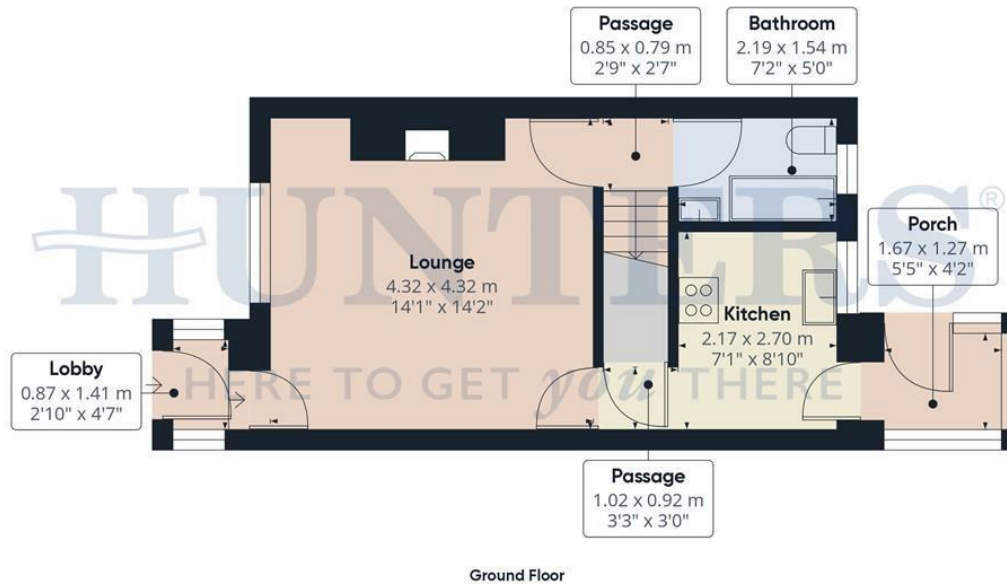 Passage
0.85 x 0.79 m
2'9" x 2'7"
Bathroom
2.19 x 1.54 m
7'2" x 5'0"
HUNTERS®
HERE TO GET you THERE
Porch
1.67 x 1.27 m
5'5" x 4'2"
Lounge
4.32 x 4.32 m
14'1" x 14'2"
Kitchen
2.17 x 2.70 m
7'1" x 8'10"
Lobby
0.87 x 1.41 m
2'10" x 4'7"
Passage
1.02 x 0.92 m
3'3" x 3'0"
Ground Floor